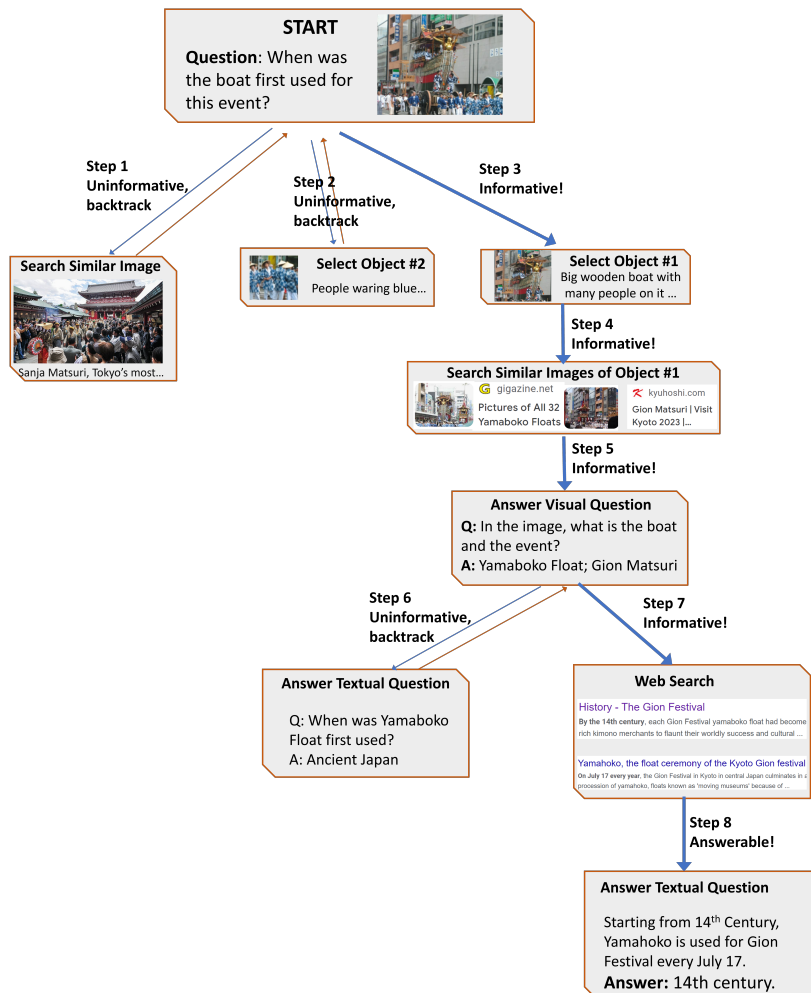 START
Question: When was
the boat first used for
this event?
Step 1
Uninformative,
backtrack
Step 2
Uninformative,
backtrack
Step 3
Informative!
Search Similar Image
Sanja Matsuri, Tokyo's most...
Select Object #2
People waring blue...
Select Object #1
Big wooden boat with
many people on it ...
Step 4
Informative!
Search Similar Images of Object #1
gigazine.net
Pictures of All 32
Yamaboko Floats
kyuhoshi.com
Gion Matsuri | Visit
Kyoto 2023 |...
Step 5
Informative!
Answer Visual Question
Q: In the image, what is the boat
and the event?
A: Yamaboko Float; Gion Matsuri
Step 6
Uninformative,
backtrack
Step 7
Informative!
Answer Textual Question
Q: When was Yamaboko
Float first used?
A: Ancient Japan
Web Search
History - The Gion Festival
By the 14th century, each Gion Festival yamaboko float had become
rich kimono merchants to flaunt their worldly success and cultural ...
Yamahoko, the float ceremony of the Kyoto Gion festival
On July 17 every year, the Gion Festival in Kyoto in central Japan culminates in a
procession of yamahoko, floats known as 'moving museums' because of ...
Step 8
Answerable!
Answer Textual Question
Starting from 14th Century,
Yamahoko is used for Gion
Festival every July 17.
Answer: 14th century.